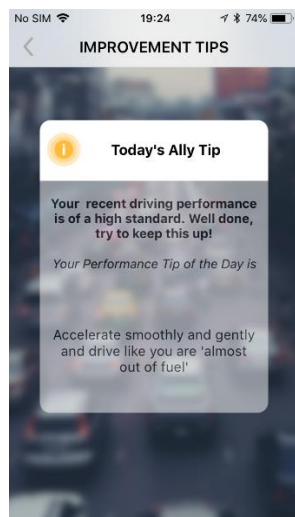 No SIM 19:24 74%
IMPROVEMENT TIPS
Today's Ally Tip
Your recent driving performance
is of a high standard. Well done,
try to keep this up!
Your Performance Tip of the Day is
Accelerate smoothly and gently
and drive like you are 'almost
out of fuel'